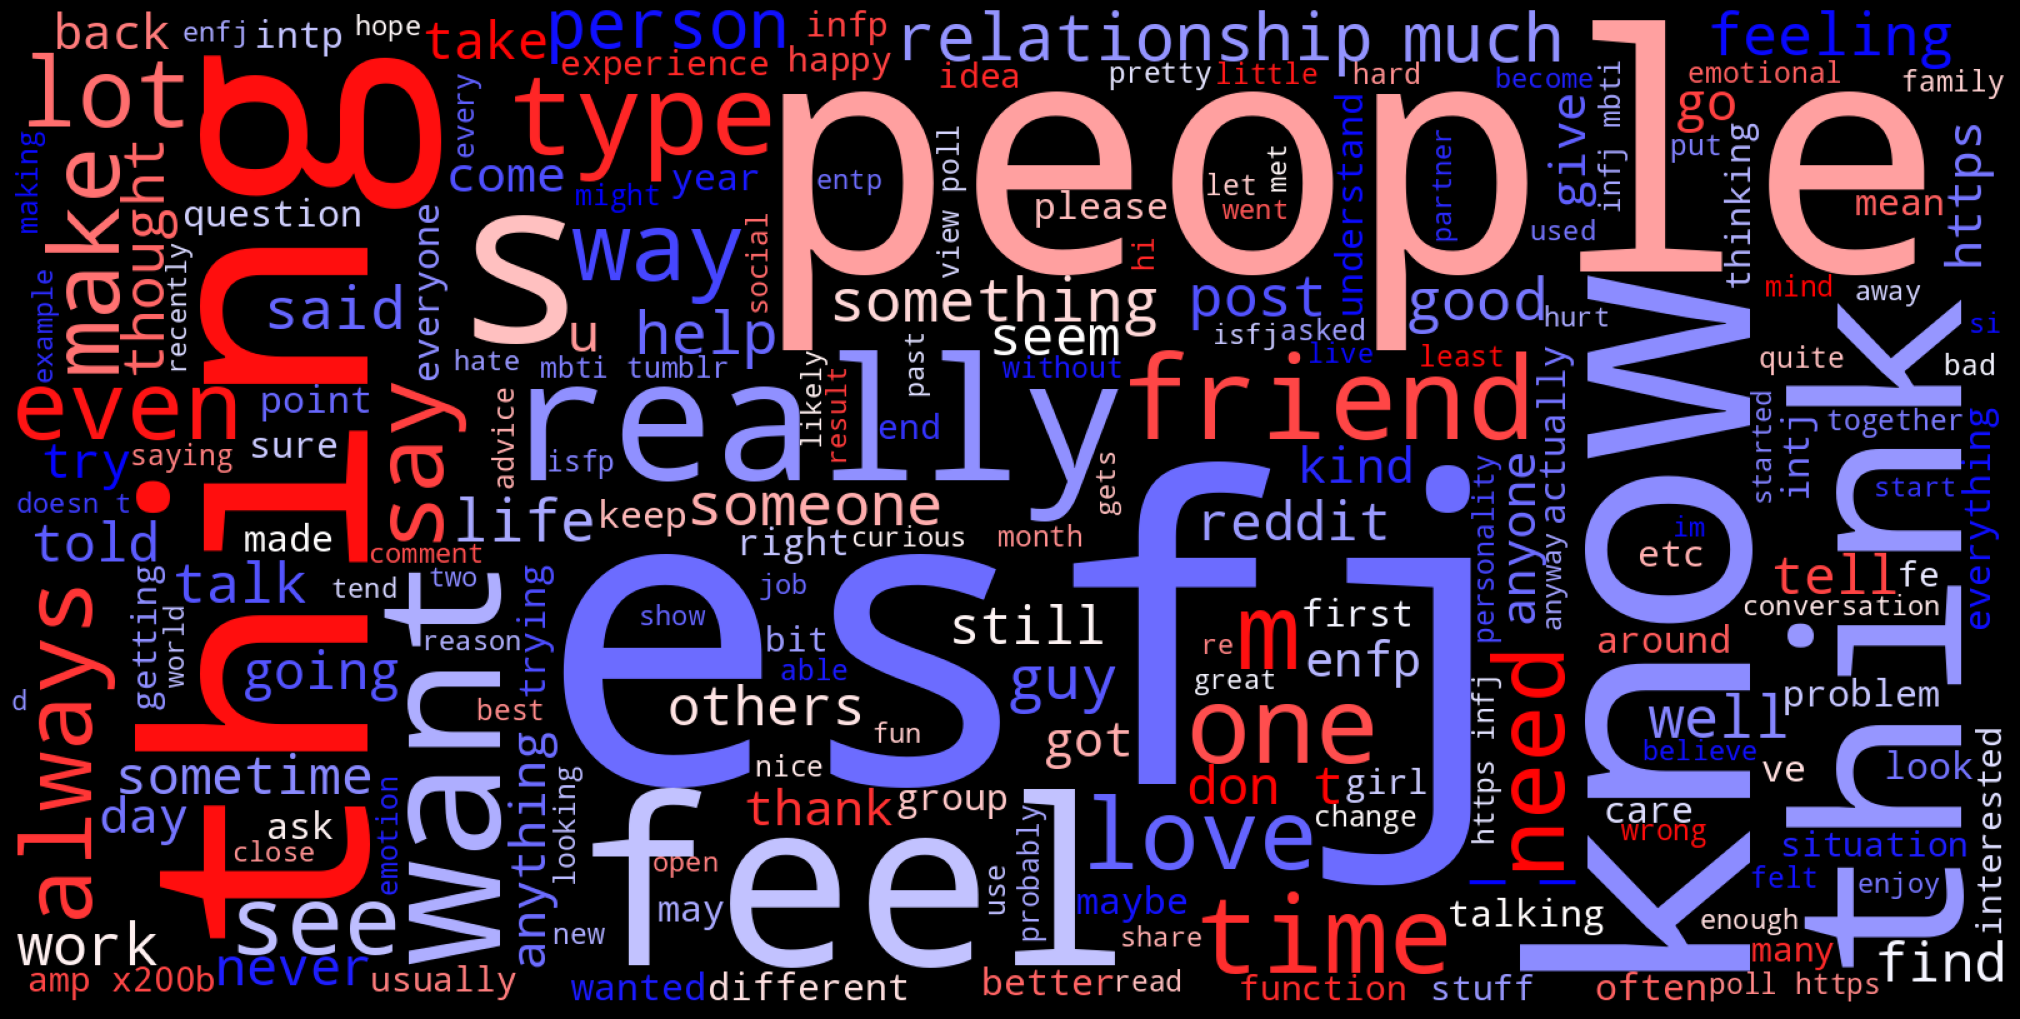 back
enfj
intp
hope
take
person
infp
relationship
much
feeling
lot
experience
happy
idea
pretty
little
hard
become
emotional
family
type
people
go
every
making
make
thought
thing
come
might
year
entp
view poll
let
met
went
please
understand
partner
give
infj mbti
put
thinking
https
mean
used
question
recently
everyone
s
u
way
social
hi
something
post
good
mind
away
said
help
seem
isfj
asked
hurt
si
example
hate
mbti tumblr
likely
past
without
live
least
quite
bad
even
point
say
really
result
end
friend
actually
know
think
started
together
intj
everything
try
saying
sure
advice
isfp
kind
doesn t
start
life
keep
someone
gets
reddit
personality
anyone
anyway
im
etc
told
made
comment
right
curious
month
tell
fe
talk
tend
two
want
trying
esfj
job
show
still
m
first
conversation
always
getting
world
reason
bit
re
enfp
around
d
going
able
guy
great
need
problem
best
others
fun
got
one
https infj
well
believe
sometime
anything
nice
ve
look
interested
day
emotion
looking
thank
group
don t
girl
care
ask
feel
love
change
wrong
situation
close
open
use
probably
l l
felt
enjoy
see
may
maybe
time
talking
enough
work
new
share
many
find
amp x200b
never
usually
wanted
different
better
read
function
stuff
often
poll https